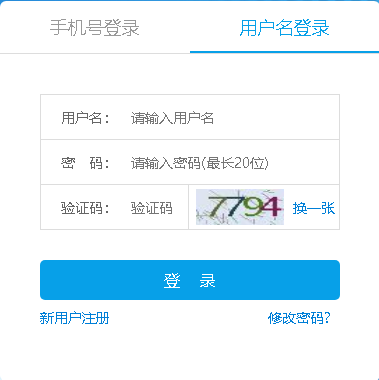 手机号登录 用户名登录
用户名： 请输入用户名
密 码： 请输入密码(最长20位)
验证码： 验证码 7794 换一张
登 录
新用户注册 修改密码?